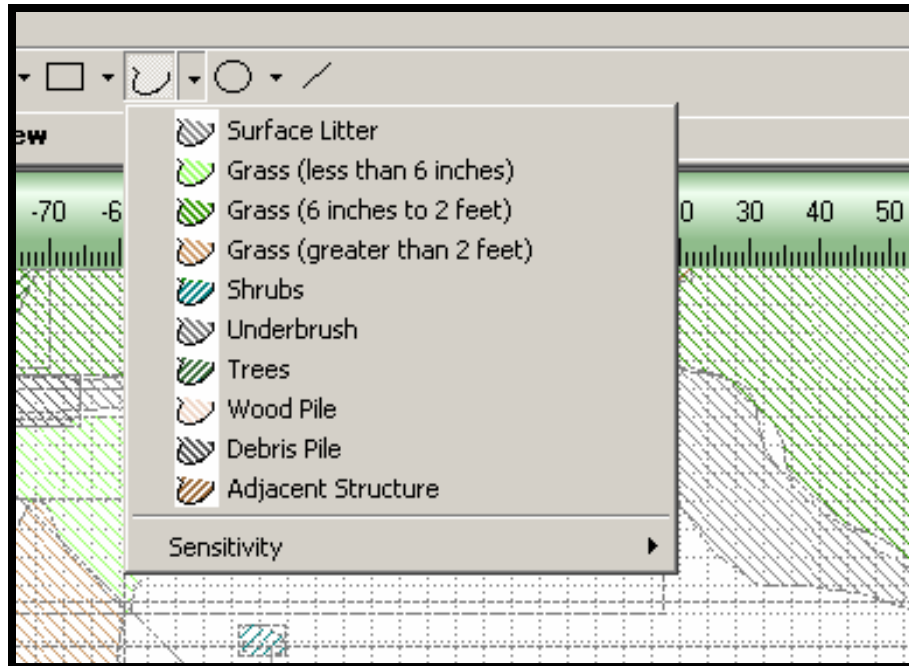 ew
-70 -6 0 30 40 50
Surface Litter
Grass (less than 6 inches)
Grass (6 inches to 2 feet)
Grass (greater than 2 feet)
Shrubs
Underbrush
Trees
Wood Pile
Debris Pile
Adjacent Structure
Sensitivity